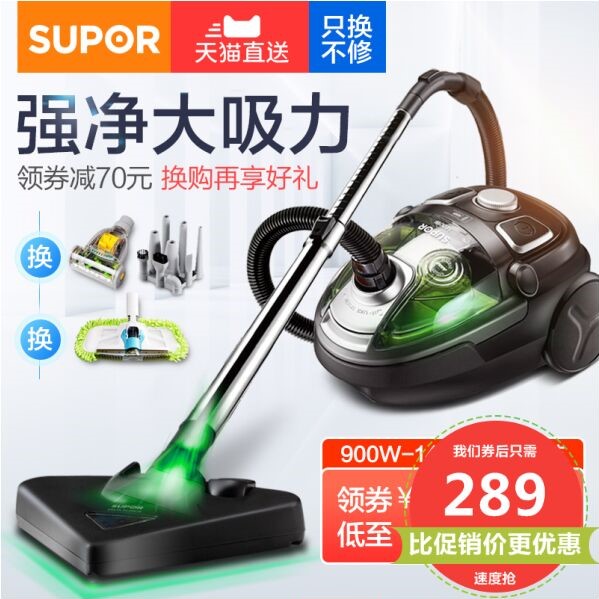 SUPOR
天猫直送
只换
不修
强净大吸力
领券减70元 换购再享好礼
换
换
SUPOR
SUPOR
900W-1
领券¥
低至
我们券后只需
289
比促销价更优惠
速度抢